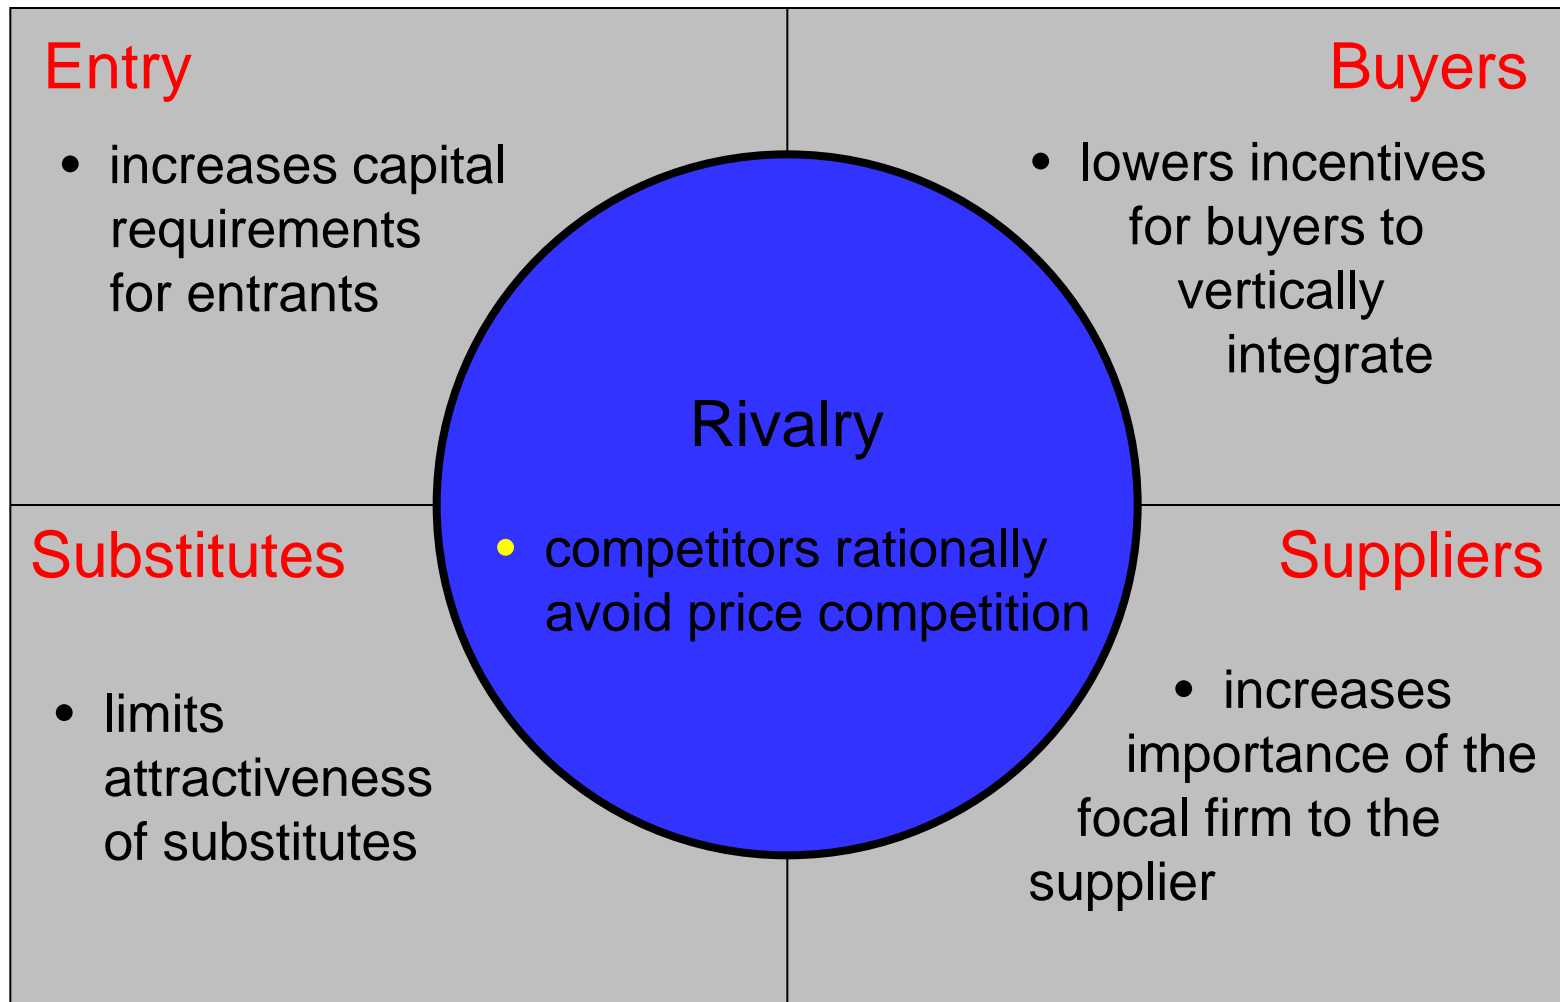 Entry
• increases capital
requirements
for entrants
Buyers
• lowers incentives
for buyers to
vertically
integrate
Rivalry
• competitors rationally
avoid price competition
Substitutes
• limits
attractiveness
of substitutes
Suppliers
• increases
importance of the
focal firm to the
supplier